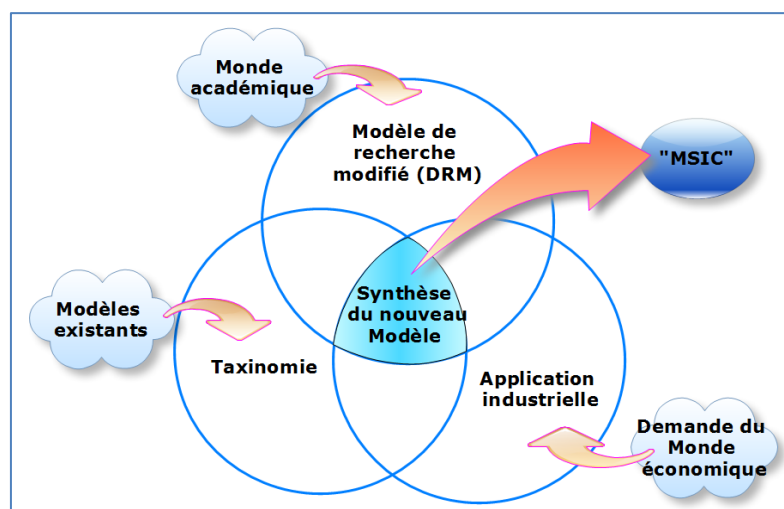 Monde
académique
Modèle de
recherche
modifié (DRM)
"MSIC"
Modèles
existants
Synthèse
du nouveau
Modèle
Taxinomie
Application
industrielle
Demande du
Monde
économique